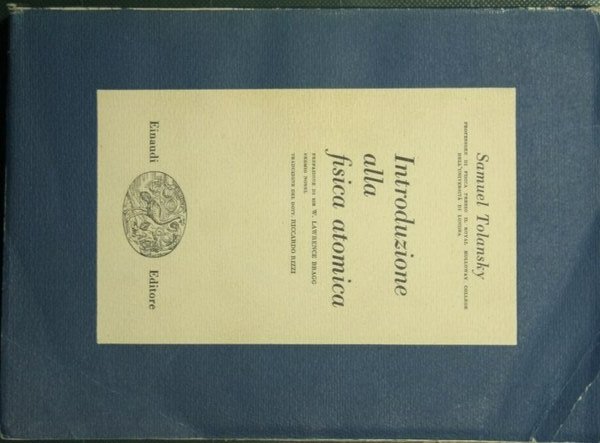 Samuel Tolansky
PROFESSORE DI FISICA PRESSO IL ROYAL HOLLOWAY COLLEGE
DELL'UNIVERSITÀ DI LONDRA
Introduzione
alla
fisica atomica
PREFAZIONE DI SIR W. LAWRENCE BRAGG
PREMIO NOBEL
TRADUZIONE DEL DOTT. RICCARDO RIZZI
Einaudi Editore